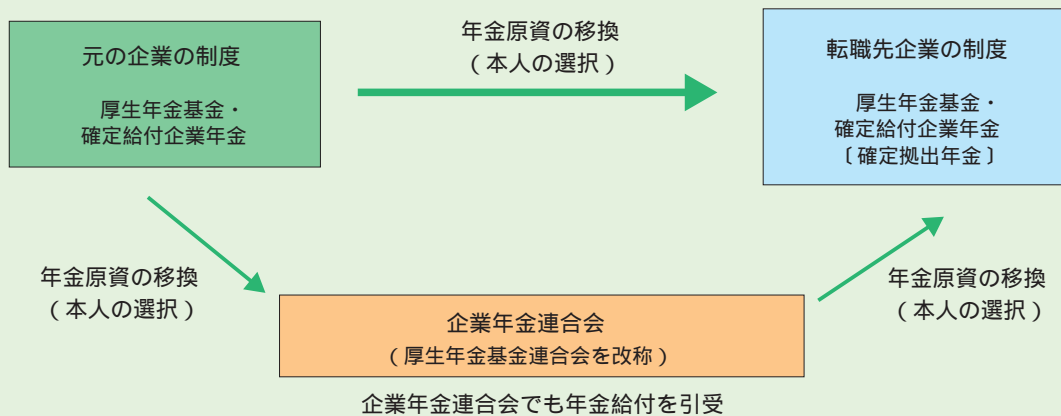 元の企業の制度
厚生年金基金・
確定給付企業年金
年金原資の移換
(本人の選択)
転職先企業の制度
厚生年金基金・
確定給付企業年金
〔確定拠出年金〕
年金原資の移換
(本人の選択)
企業年金連合会
(厚生年金基金連合会を改称)
年金原資の移換
(本人の選択)
企業年金連合会でも年金給付を引受